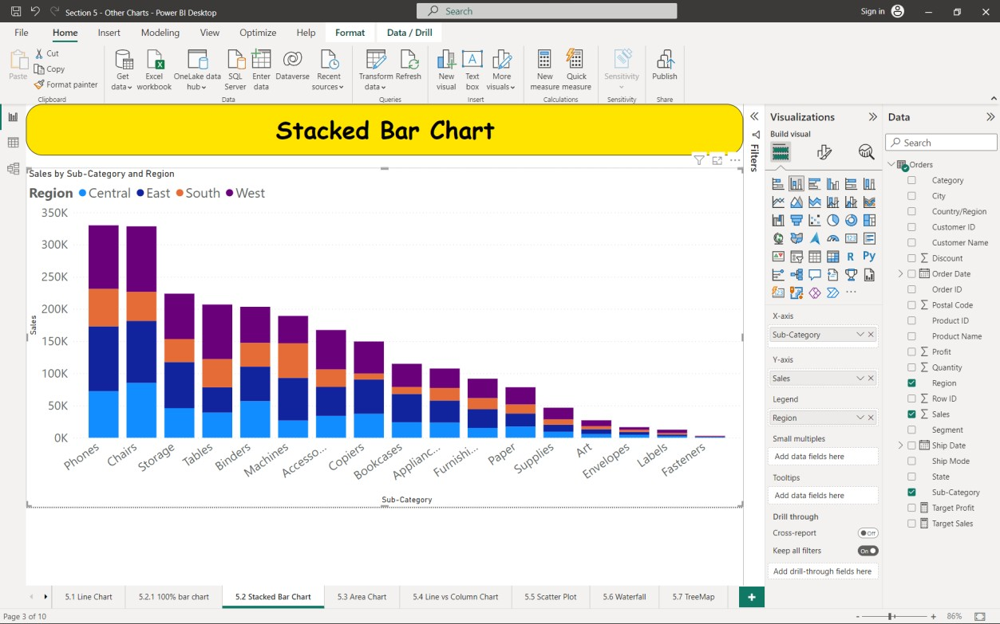 Section 5 - Other Charts - Power BI Desktop
Search
Sign in
File Home Insert Modeling View Optimize Help Format Data / Drill
Paste
Cut
Copy
Format painter
Clipboard
Get data
Excel workbook
OneLake data hub
SQL Server
Enter data
Dataverse
Recent sources
Data
Transform data
Refresh
Queries
New visual
Text box
More visuals
Insert
New measure
Quick measure
Calculations
Sensitivity
Sensitivity
Publish
Share
Stacked Bar Chart
Sales by Sub-Category and Region
Region Central East South West
350K
300K
250K
200K
150K
100K
50K
0K
Sales
Phones
Chairs
Storage
Tables
Binders
Machines
Accesso...
Copiers
Bookcases
Applianc...
Furnishi...
Paper
Supplies
Art
Envelopes
Labels
Fasteners
Sub-Category
Filters
Visualizations
Build visual
123
R
Py
123
X-axis
Sub-Category
Y-axis
Sales
Legend
Region
Small multiples
Add data fields here
Tooltips
Add data fields here
Drill through
Cross-report
Off
Keep all filters
On
Add drill-through fields here
Data
Search
Orders
Category
City
Country/Region
Customer ID
Customer Name
Discount
Order Date
Order ID
Postal Code
Product ID
Product Name
Profit
Quantity
Region
Row ID
Sales
Segment
Ship Date
Ship Mode
State
Sub-Category
Target Profit
Target Sales
5.1 Line Chart
5.2.1 100% bar chart
5.2 Stacked Bar Chart
5.3 Area Chart
5.4 Line vs Column Chart
5.5 Scatter Plot
5.6 Waterfall
5.7 TreeMap
+
Page 3 of 10
- + 86%